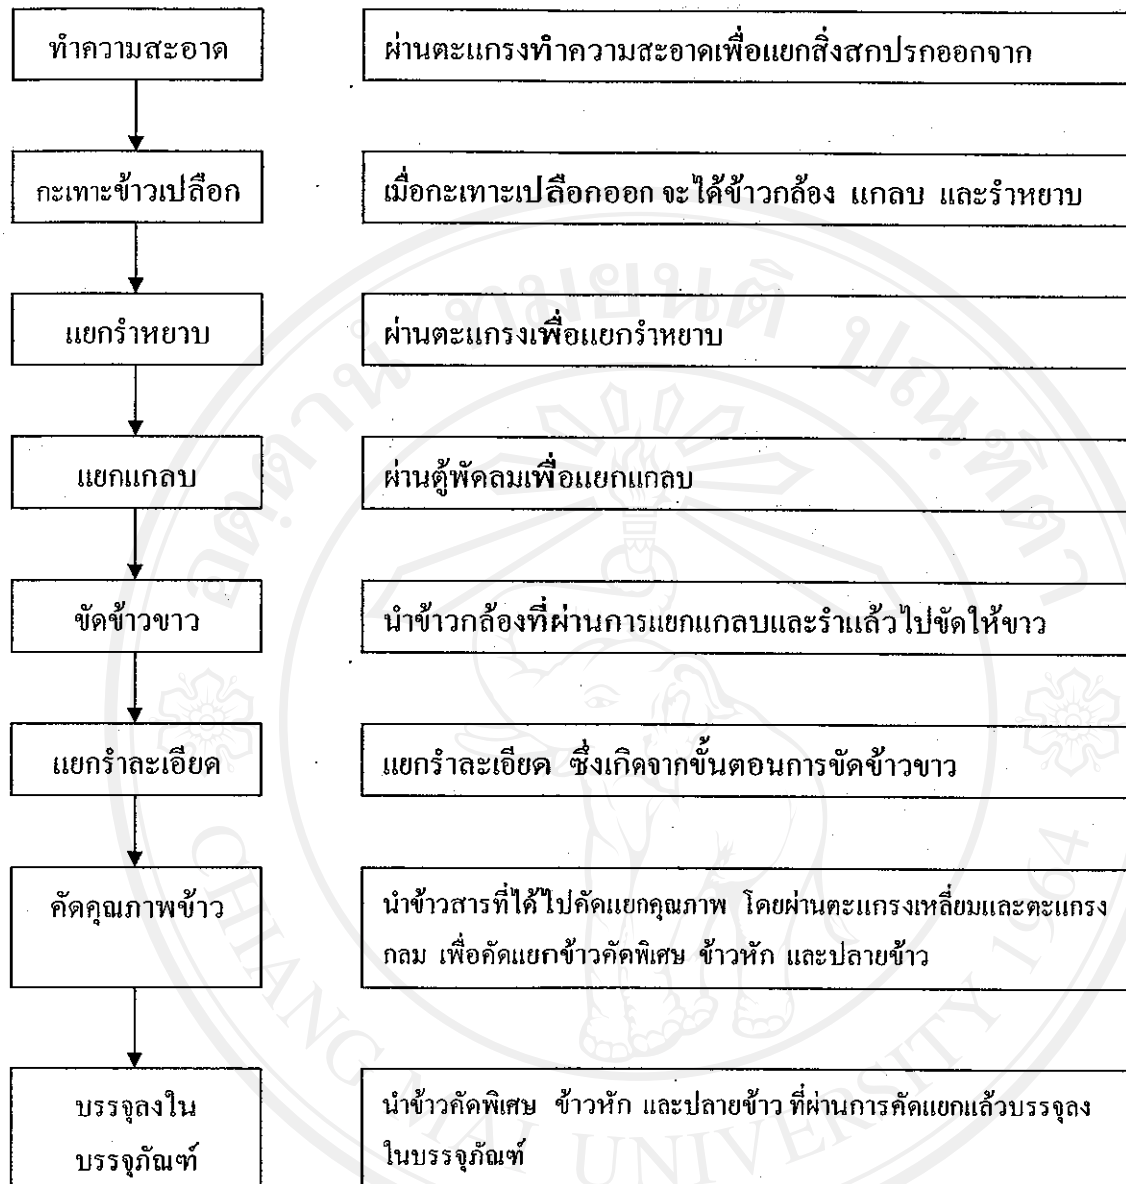 ทำความสะอาด
ผ่านตะแกรงทำความสะอาดเพื่อแยกสิ่งสกปรกออกจาก
กะเทาะข้าวเปลือก
เมื่อกะเทาะเปลือกออก จะได้ข้าวกล้อง แกลบ และรำหยาบ
แยกรำหยาบ
ผ่านตะแกรงเพื่อแยกรำหยาบ
แยกแกลบ
ผ่านตู้พัดลมเพื่อแยกแกลบ
ขัดข้าวขาว
นำข้าวกล้องที่ผ่านการแยกแกลบและรำแล้วไปขัดให้ขาว
แยกรำละเอียด
แยกรำละเอียด ซึ่งเกิดจากขั้นตอนการขัดข้าวขาว
คัดคุณภาพข้าว
นำข้าวสารที่ได้ไปคัดแยกคุณภาพ โดยผ่านตะแกรงเหลี่ยมและตะแกรง
กลม เพื่อคัดแยกข้าวคัดพิเศษ ข้าวหัก และปลายข้าว
บรรจุลงใน
บรรจุภัณฑ์
นำข้าวคัดพิเศษ ข้าวหัก และปลายข้าว ที่ผ่านการคัดแยกแล้วบรรจุลง
ในบรรจุภัณฑ์
อตฺตานํ ทมยนฺติ ปณฺฑิตา
CHIANG MAI UNIVERSITY 1964